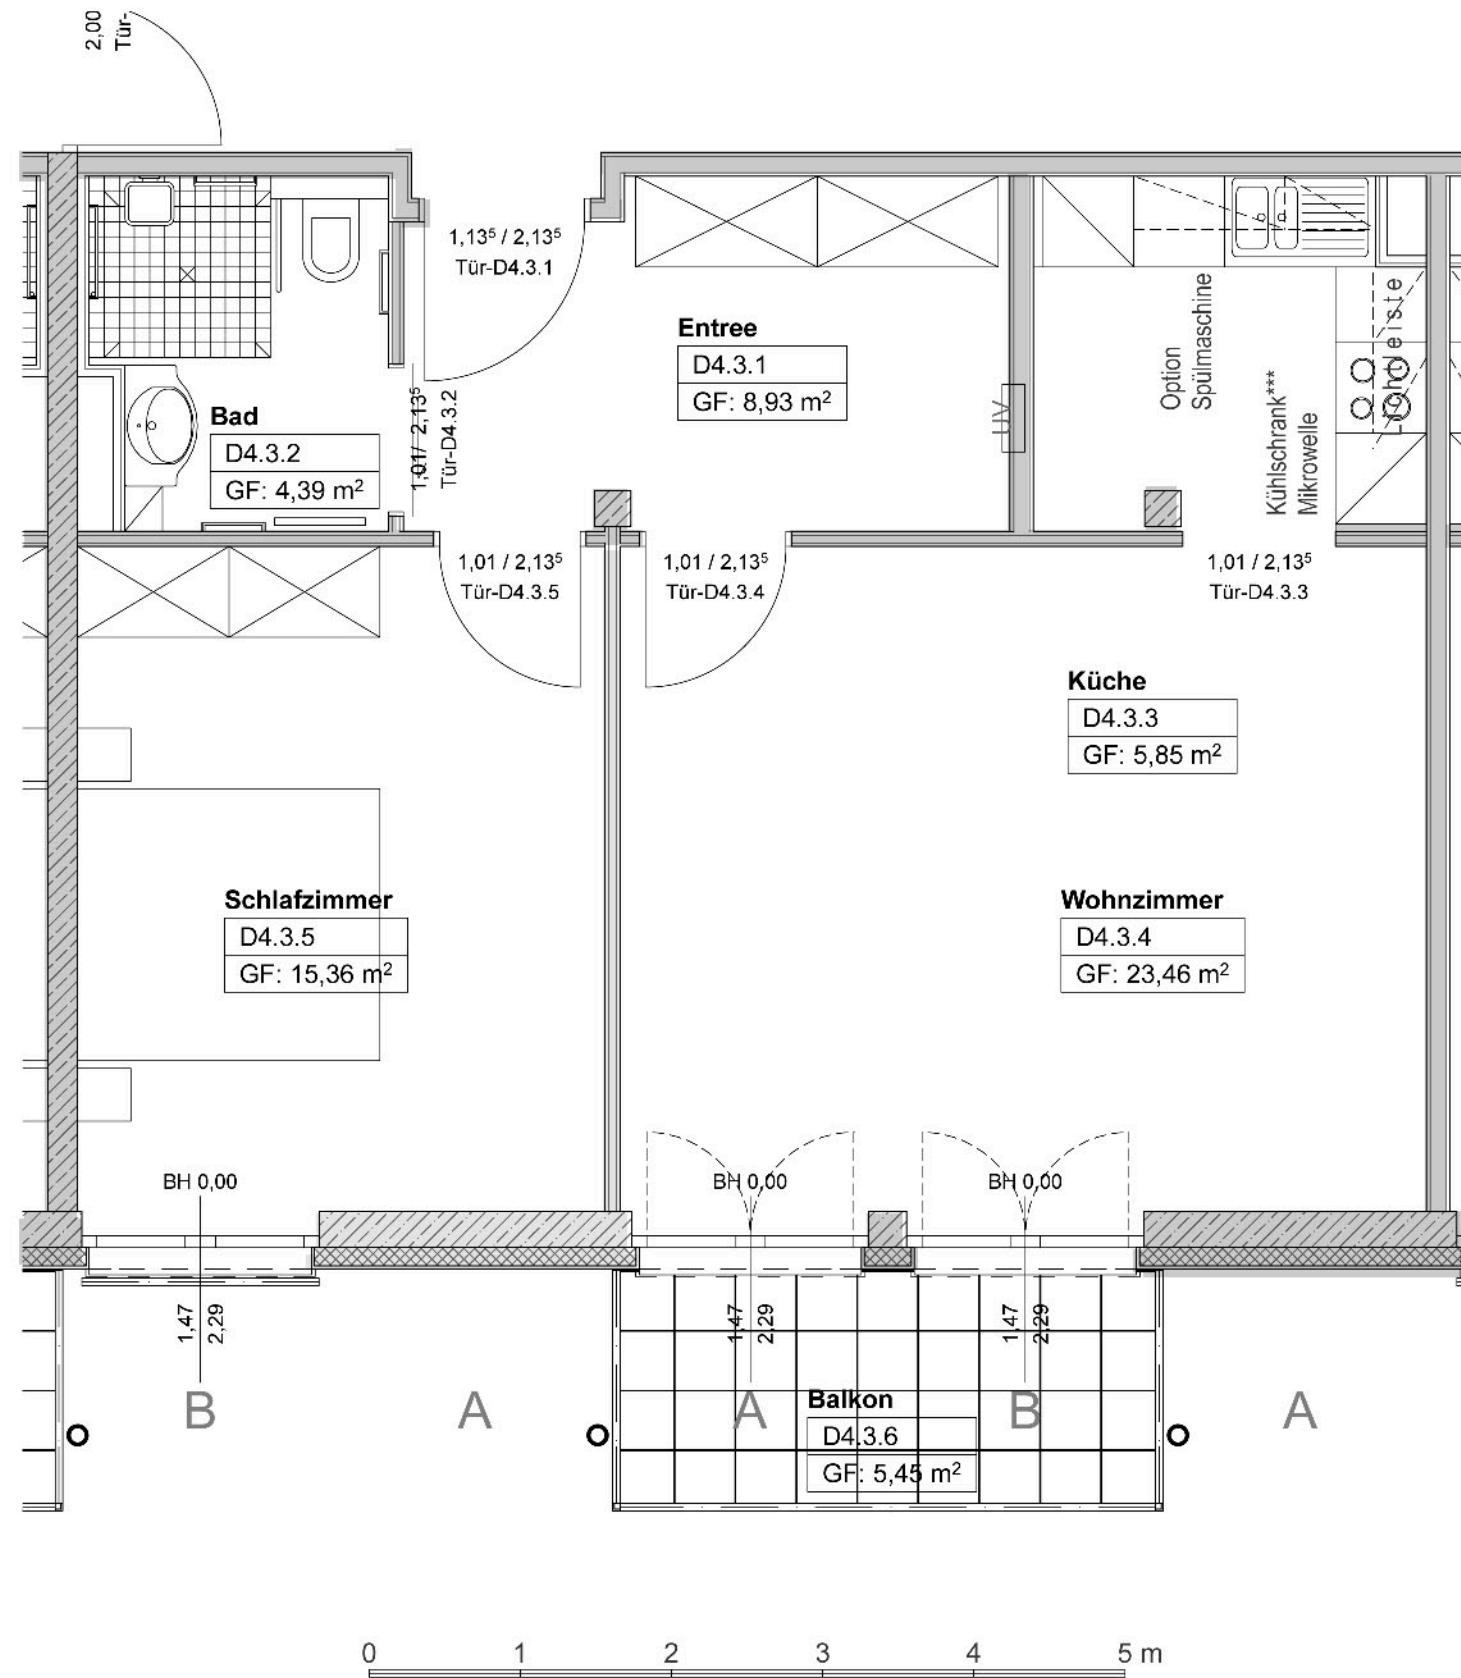 2,00
Tür-
1,13⁵ / 2,13⁵
Tür-D4.3.1
Entree
D4.3.1
GF: 8,93 m²
Option
Spülmaschine
Lichtleiste
Kühlschrank***
Mikrowelle
UV
Bad
D4.3.2
GF: 4,39 m²
1,01/ 2,13⁵
Tür-D4.3.2
1,01 / 2,13⁵
Tür-D4.3.5
1,01 / 2,13⁵
Tür-D4.3.4
1,01 / 2,13⁵
Tür-D4.3.3
Küche
D4.3.3
GF: 5,85 m²
Schlafzimmer
D4.3.5
GF: 15,36 m²
Wohnzimmer
D4.3.4
GF: 23,46 m²
BH 0,00
BH 0,00
BH 0,00
1,47
2,29
1,47
2,29
1,47
2,29
B
A
A
B
A
Balkon
D4.3.6
GF: 5,45 m²
0 1 2 3 4 5 m